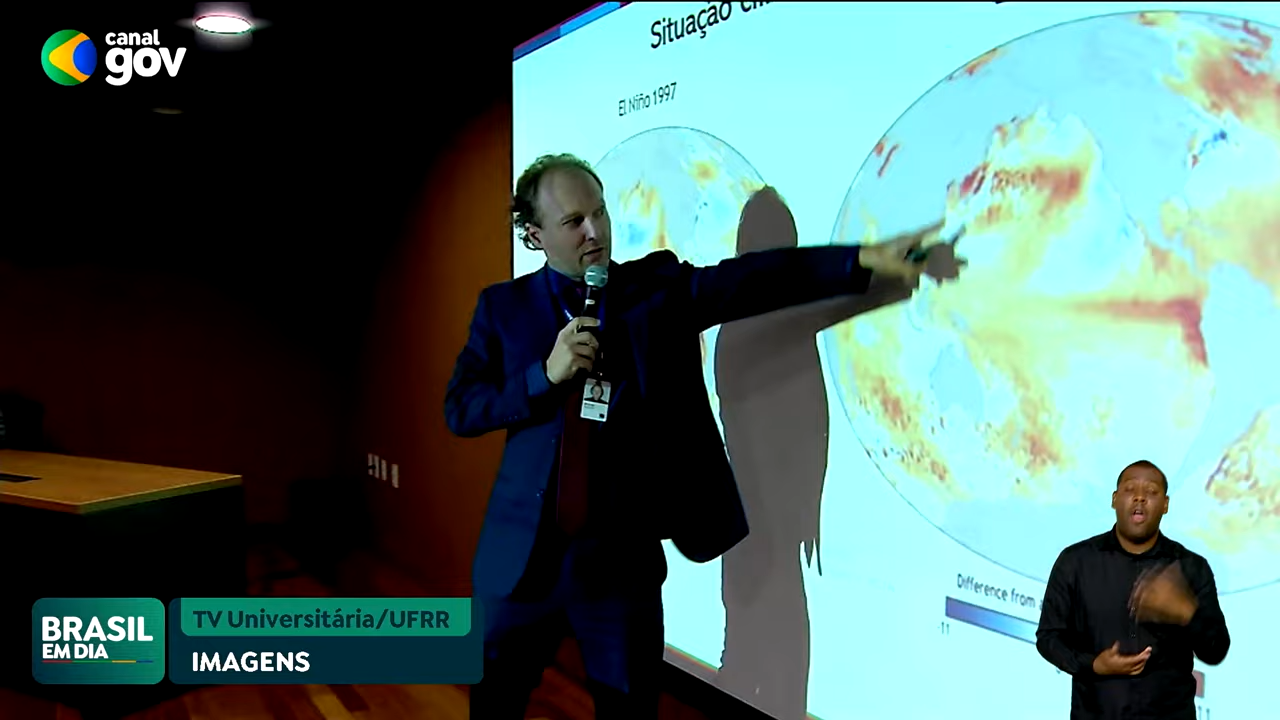 canal
gov
Situação
El Niño 1997
Difference from
BRASIL
EM DIA
TV Universitária/UFRR
IMAGENS